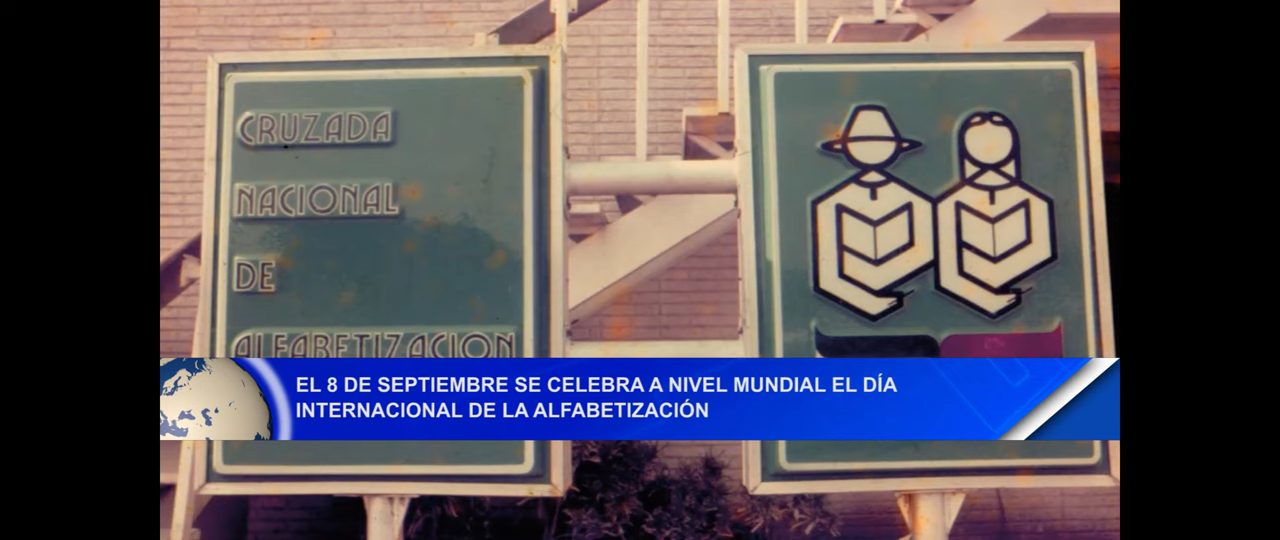 CRUZADA
NACIONAL
DE
ALFABETIZACION
EL 8 DE SEPTIEMBRE SE CELEBRA A NIVEL MUNDIAL EL DÍA
INTERNACIONAL DE LA ALFABETIZACIÓN